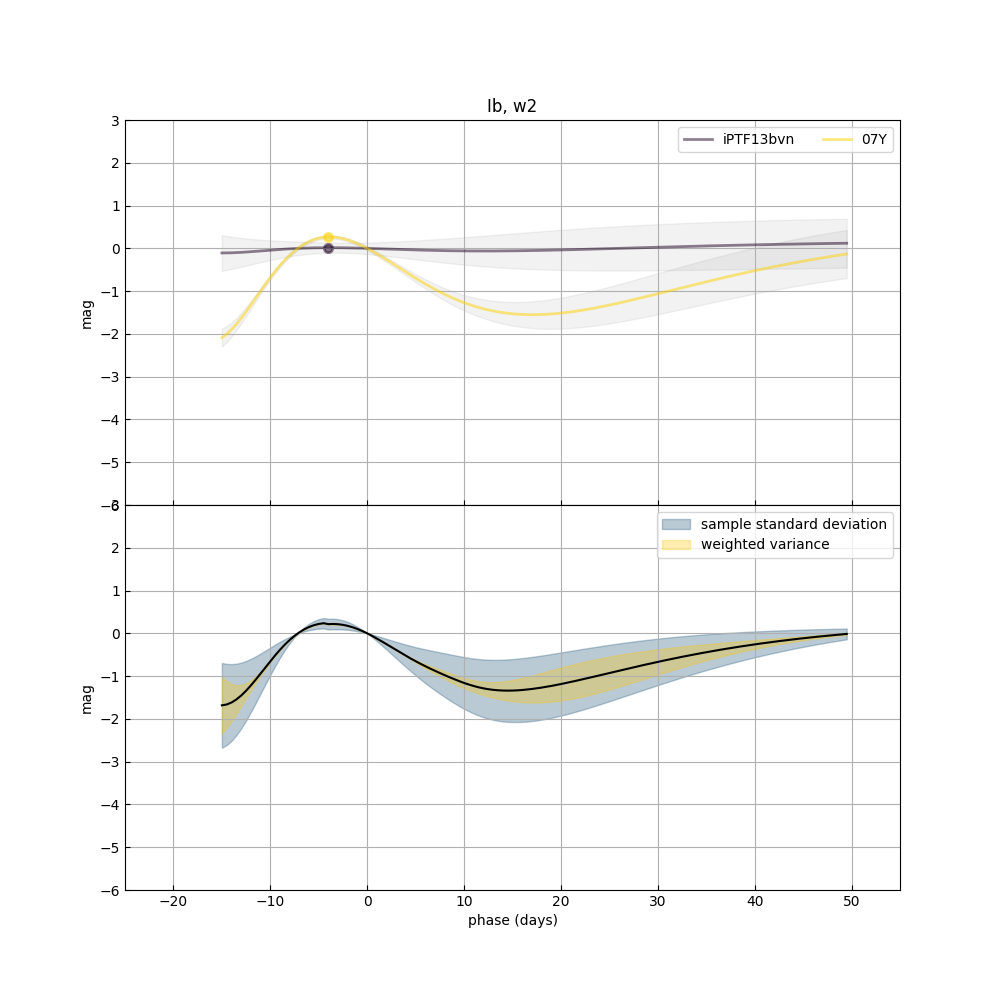 Ib, w2
iPTF13bvn 07Y
3
2
1
0
−1
−2
−3
−4
−5
−6
mag
sample standard deviation
weighted variance
3
2
1
0
−1
−2
−3
−4
−5
−6
mag
−20 −10 0 10 20 30 40 50
phase (days)